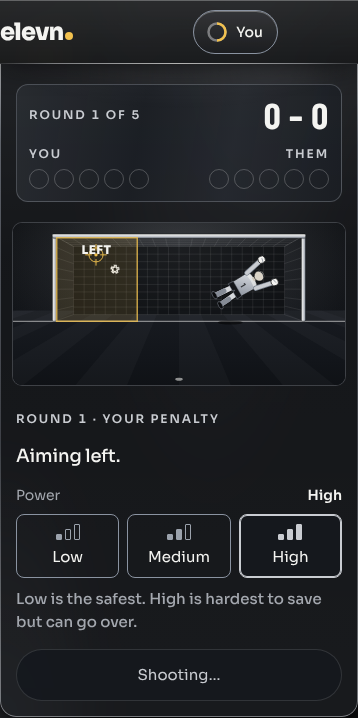 elevn.
You
ROUND 1 OF 5
0 – 0
YOU
THEM
LEFT
1
ROUND 1 · YOUR PENALTY
Aiming left.
Power
High
Low
Medium
High
Low is the safest. High is hardest to save
but can go over.
Shooting...